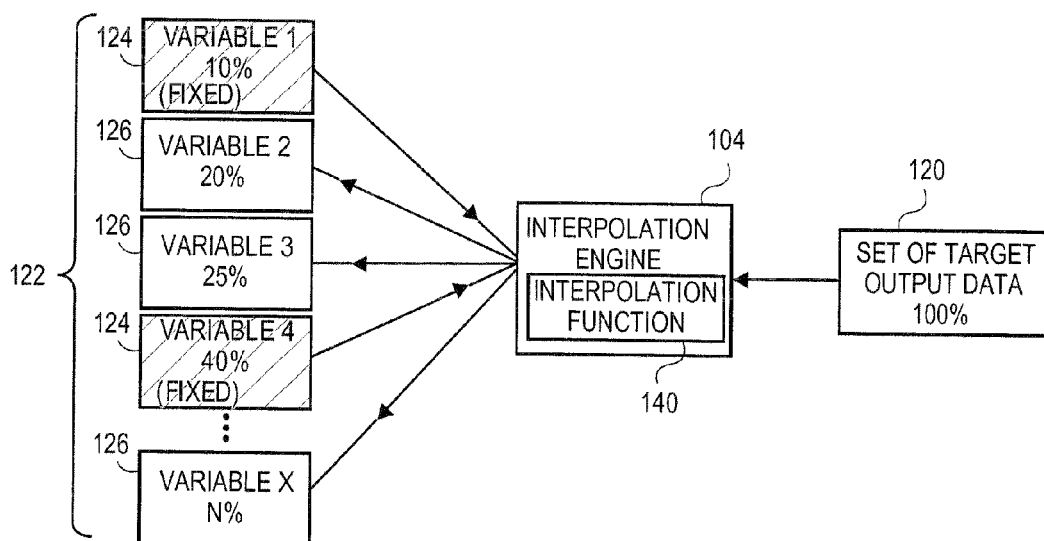 124
VARIABLE 1
10%
(FIXED)
126
VARIABLE 2
20%
126
VARIABLE 3
25%
122
124
VARIABLE 4
40%
(FIXED)
126
VARIABLE X
N%
104
INTERPOLATION
ENGINE
INTERPOLATION
FUNCTION
140
120
SET OF TARGET
OUTPUT DATA
100%